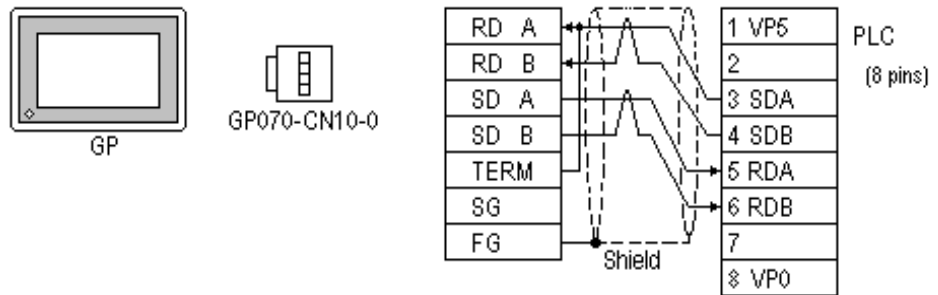 GP
GP070-CN10-0
RD A
RD B
SD A
SD B
TERM
SG
FG
Shield
1 VP5
2
3 SDA
4 SDB
5 RDA
6 RDB
7
8 VP0
PLC
(8 pins)